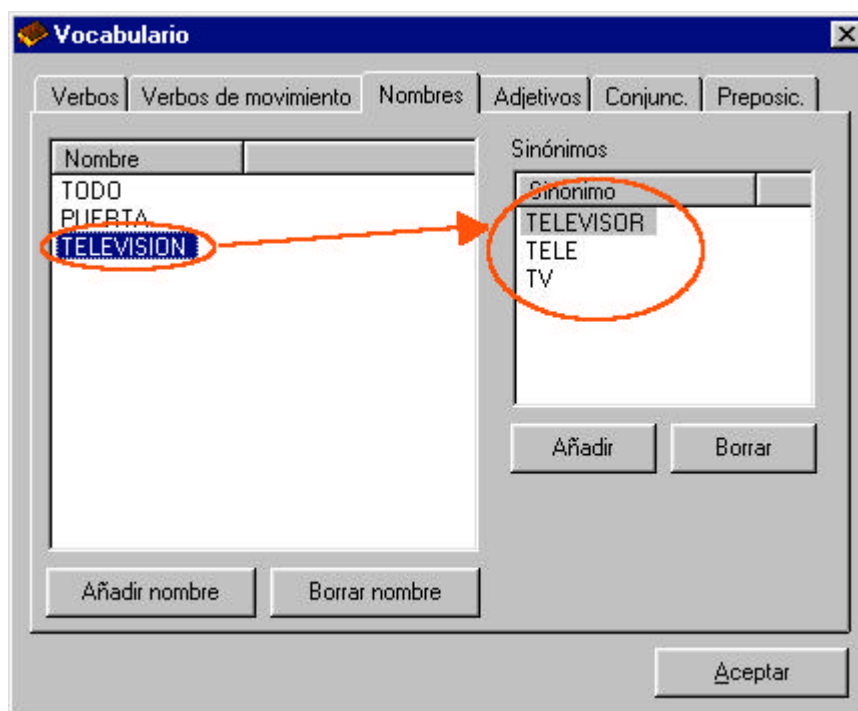 Vocabulario
Verbos Verbos de movimiento Nombres Adjetivos Conjunc. Preposic.
Nombre
TODO
PUERTA
TELEVISION
Sinónimos
Sinónimo
TELEVISOR
TELE
TV
Añadir Borrar
Añadir nombre Borrar nombre
Aceptar